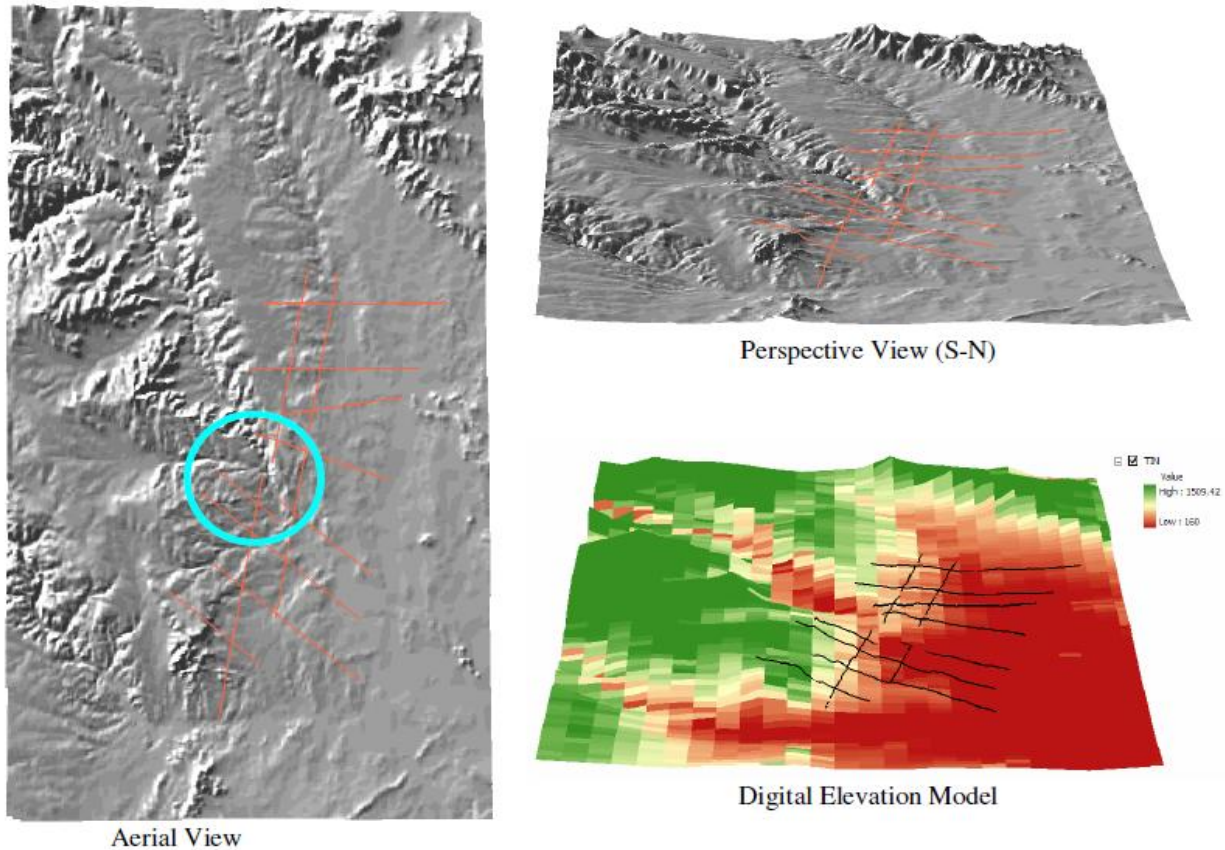 Perspective View (S-N)
TIN
Value
High : 1509.42
Low : 160
Digital Elevation Model
Aerial View